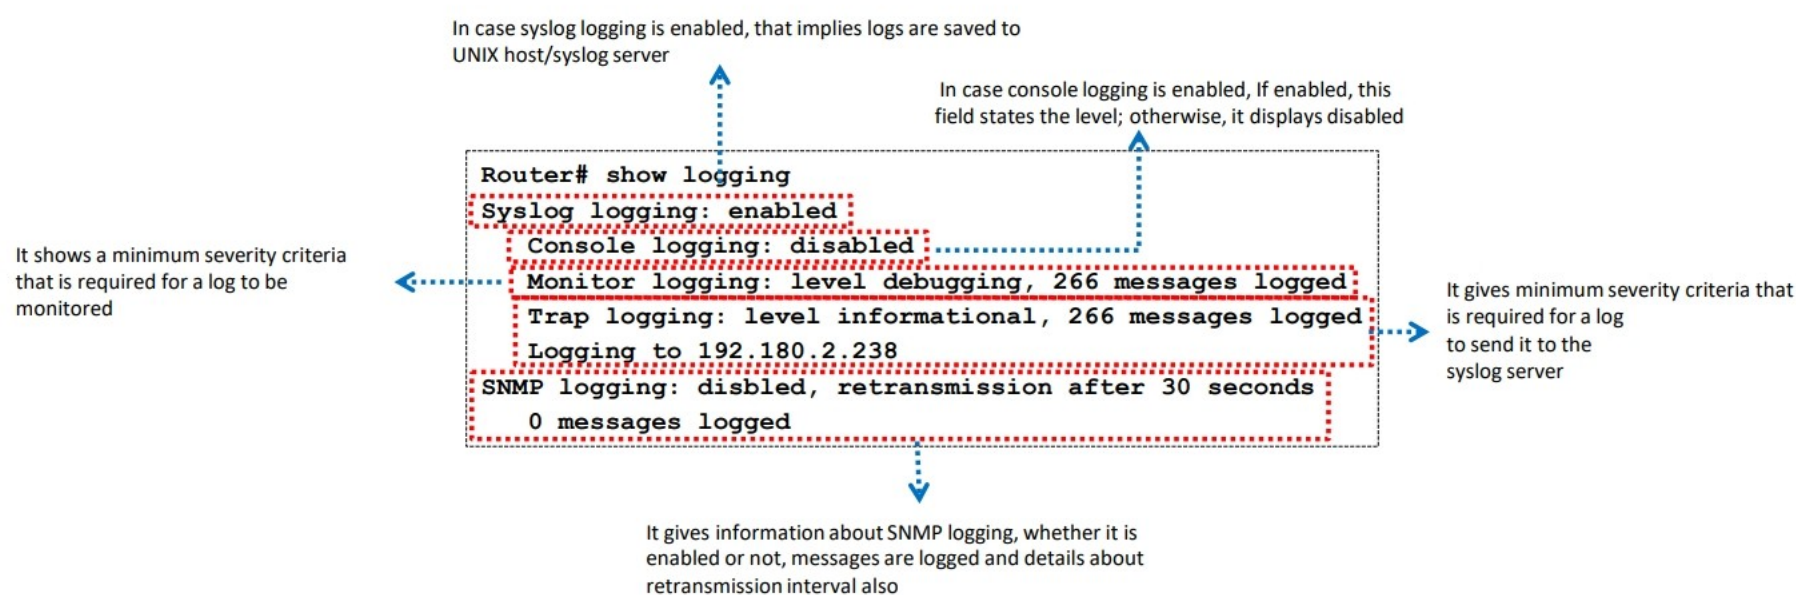 In case syslog logging is enabled, that implies logs are saved to
UNIX host/syslog server
In case console logging is enabled, If enabled, this
field states the level; otherwise, it displays disabled
Router# show logging
Syslog logging: enabled
Console logging: disabled
Monitor logging: level debugging, 266 messages logged
Trap logging: level informational, 266 messages logged
Logging to 192.180.2.238
SNMP logging: disbled, retransmission after 30 seconds
0 messages logged
It shows a minimum severity criteria
that is required for a log to be
monitored
It gives minimum severity criteria that
is required for a log
to send it to the
syslog server
It gives information about SNMP logging, whether it is
enabled or not, messages are logged and details about
retransmission interval also